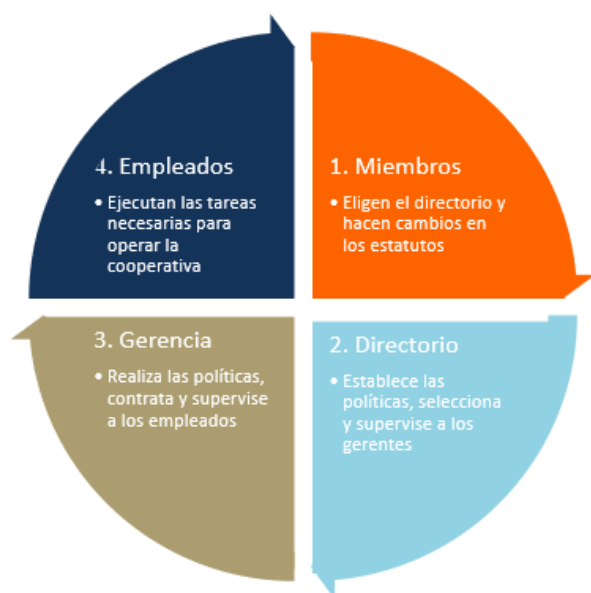 1. Miembros
• Eligen el directorio y
hacen cambios en
los estatutos
2. Directorio
• Establece las
políticas, selecciona
y supervise a los
gerentes
3. Gerencia
• Realiza las políticas,
contrata y supervise
a los empleados
4. Empleados
• Ejecutan las tareas
necesarias para
operar la
cooperativa